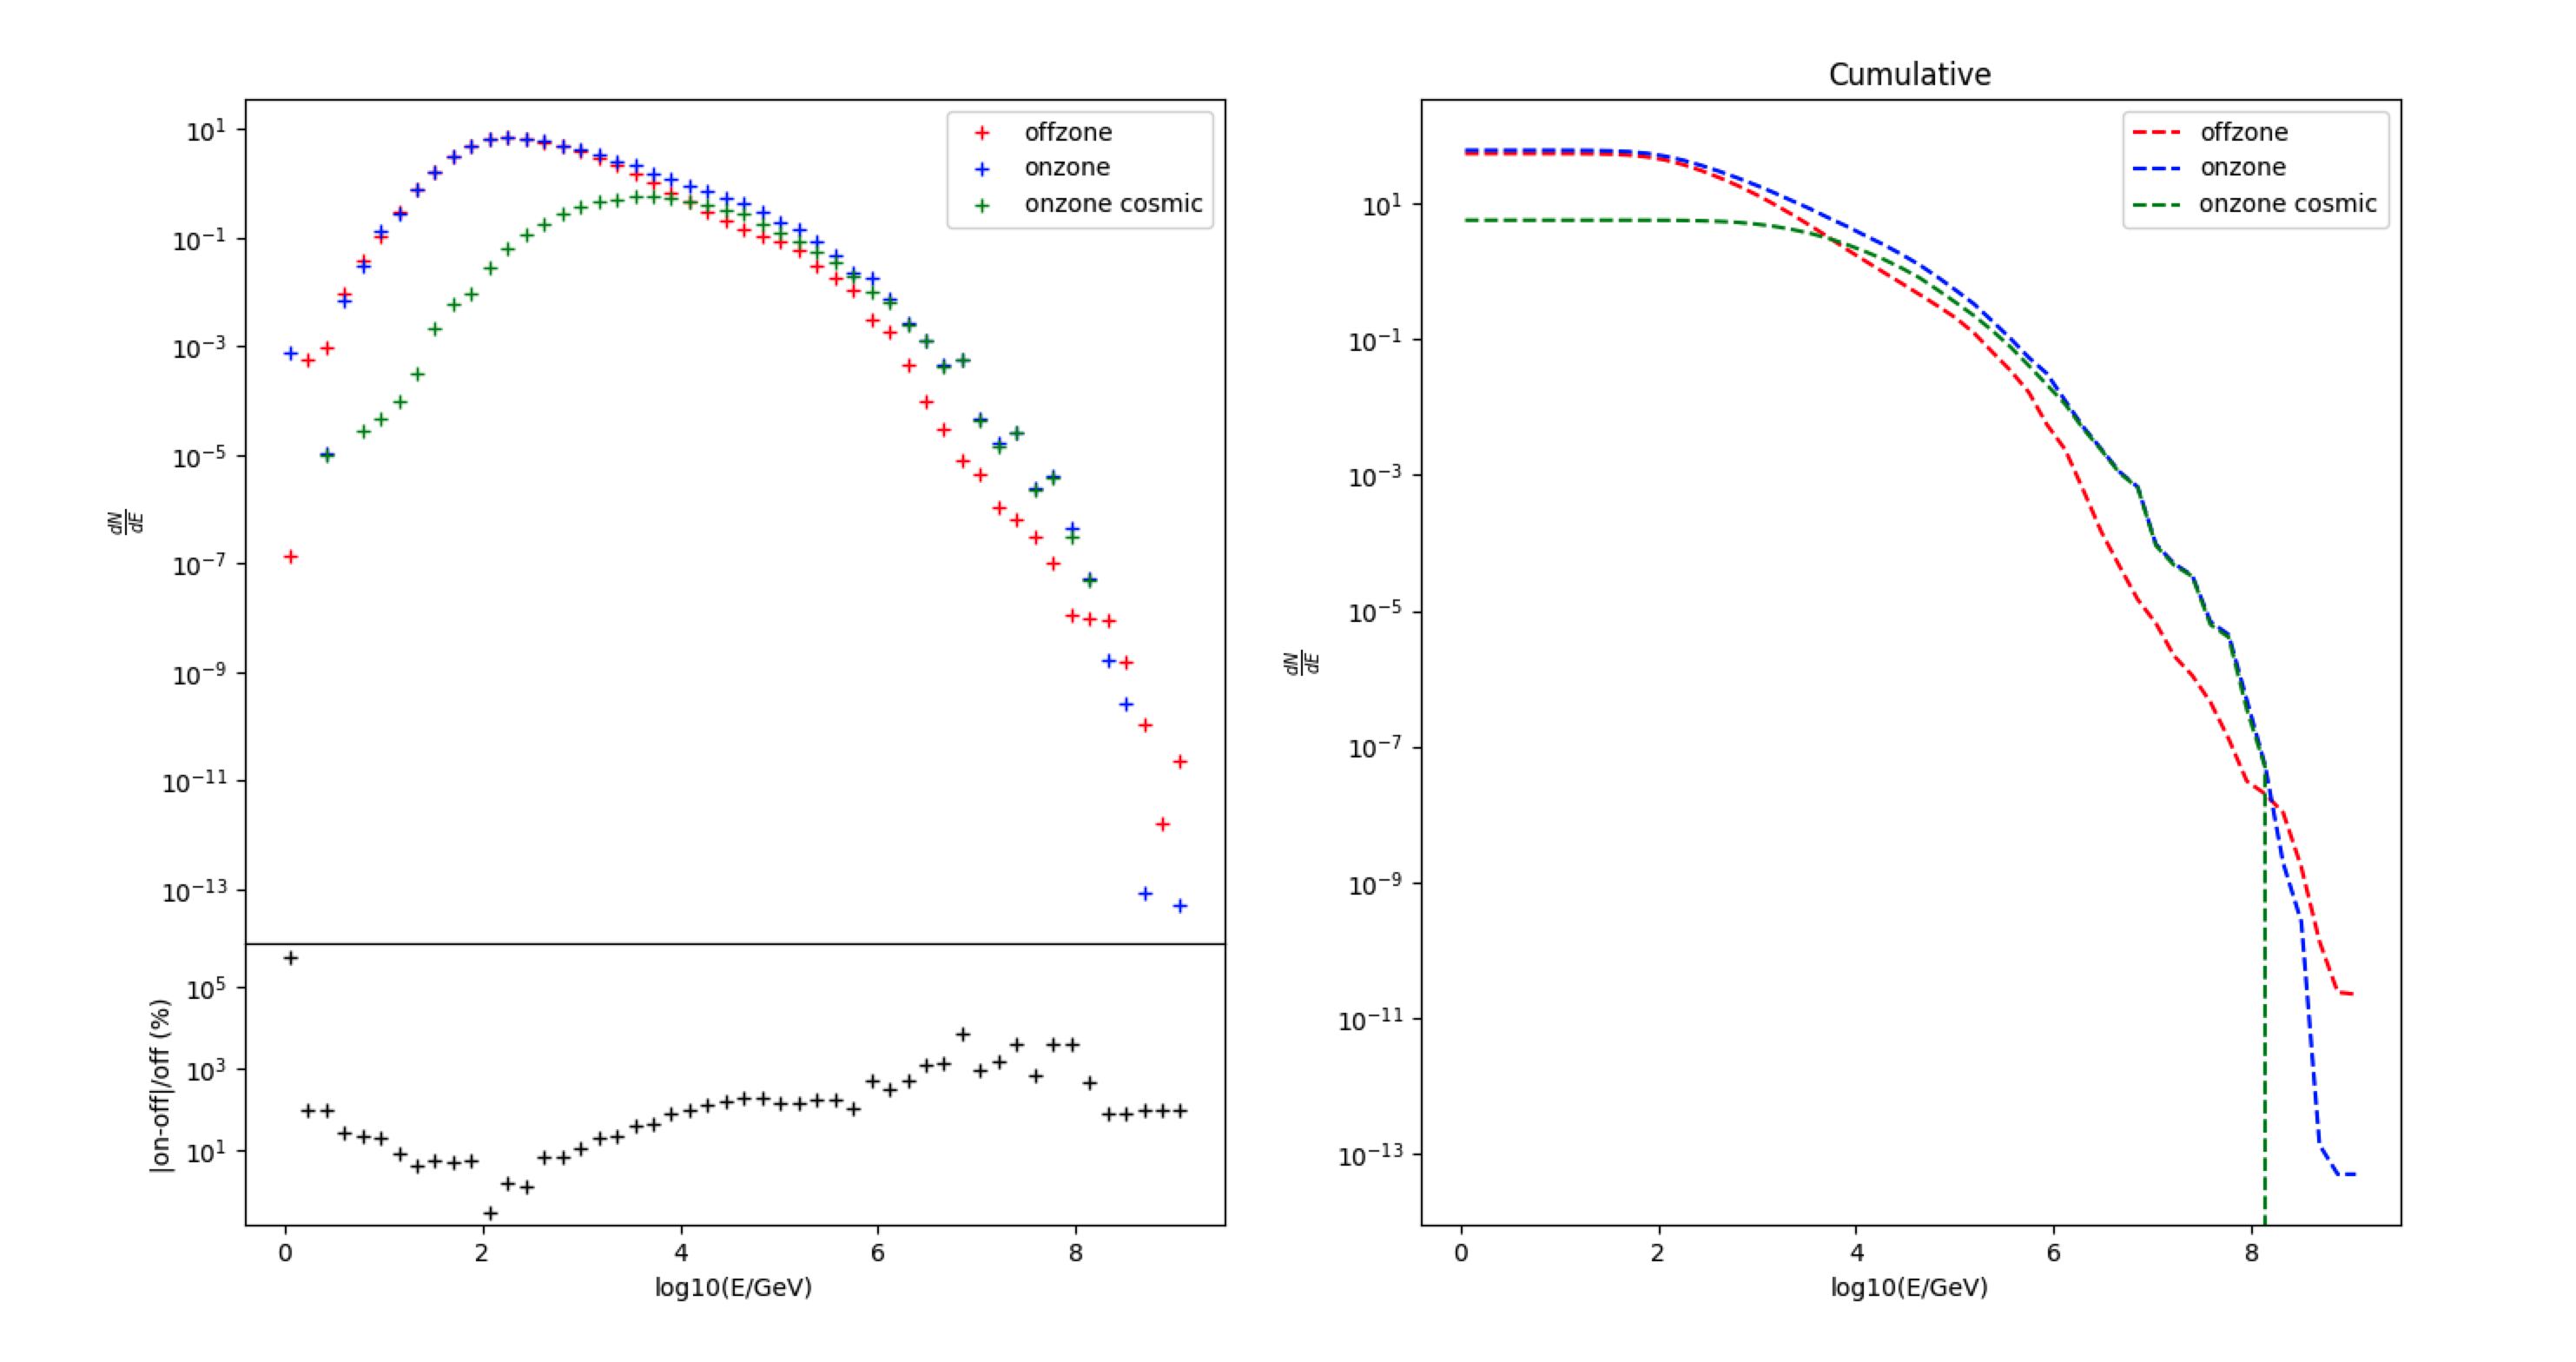 Cumulative
10^1
10^-1
10^-3
10^-5
10^-7
10^-9
10^-11
10^-13
dN/dE
offzone
onzone
onzone cosmic
10^5
10^3
10^1
|on-off|/off (%)
0 2 4 6 8
log10(E/GeV)
10^1
10^-1
10^-3
10^-5
10^-7
10^-9
10^-11
10^-13
dN/dE
offzone
onzone
onzone cosmic
0 2 4 6 8
log10(E/GeV)